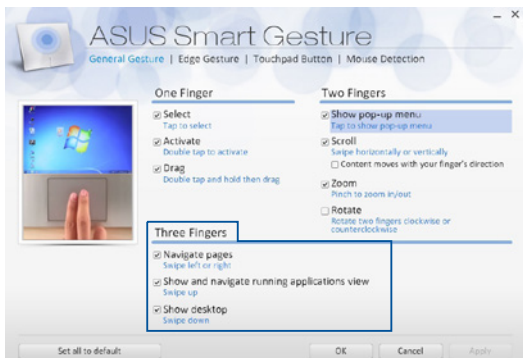 ASUS Smart Gesture
General Gesture | Edge Gesture | Touchpad Button | Mouse Detection
One Finger
Select
Tap to select
Activate
Double tap to activate
Drag
Double tap and hold then drag
Two Fingers
Show pop-up menu
Tap to show pop-up menu
Scroll
Swipe horizontally or vertically
Content moves with your finger's direction
Zoom
Pinch to zoom in/out
Rotate
Rotate two fingers clockwise or
counterclockwise
Three Fingers
Navigate pages
Swipe left or right
Show and navigate running applications view
Swipe up
Show desktop
Swipe down
Set all to default
OK
Cancel
Apply